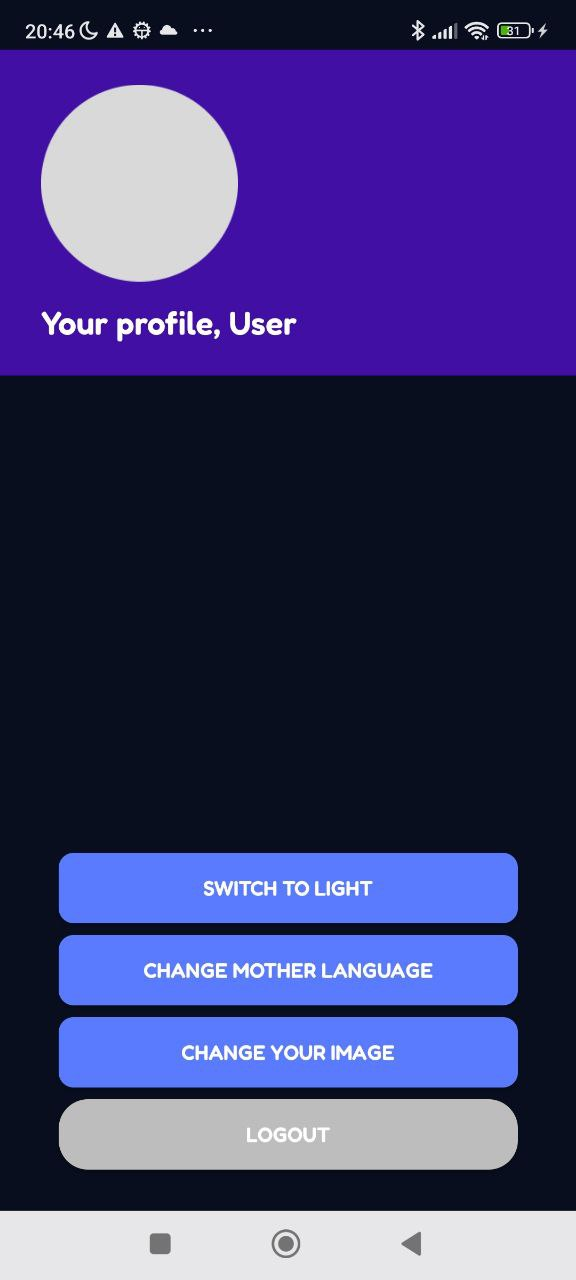 20:46 31
Your profile, User
SWITCH TO LIGHT
CHANGE MOTHER LANGUAGE
CHANGE YOUR IMAGE
LOGOUT